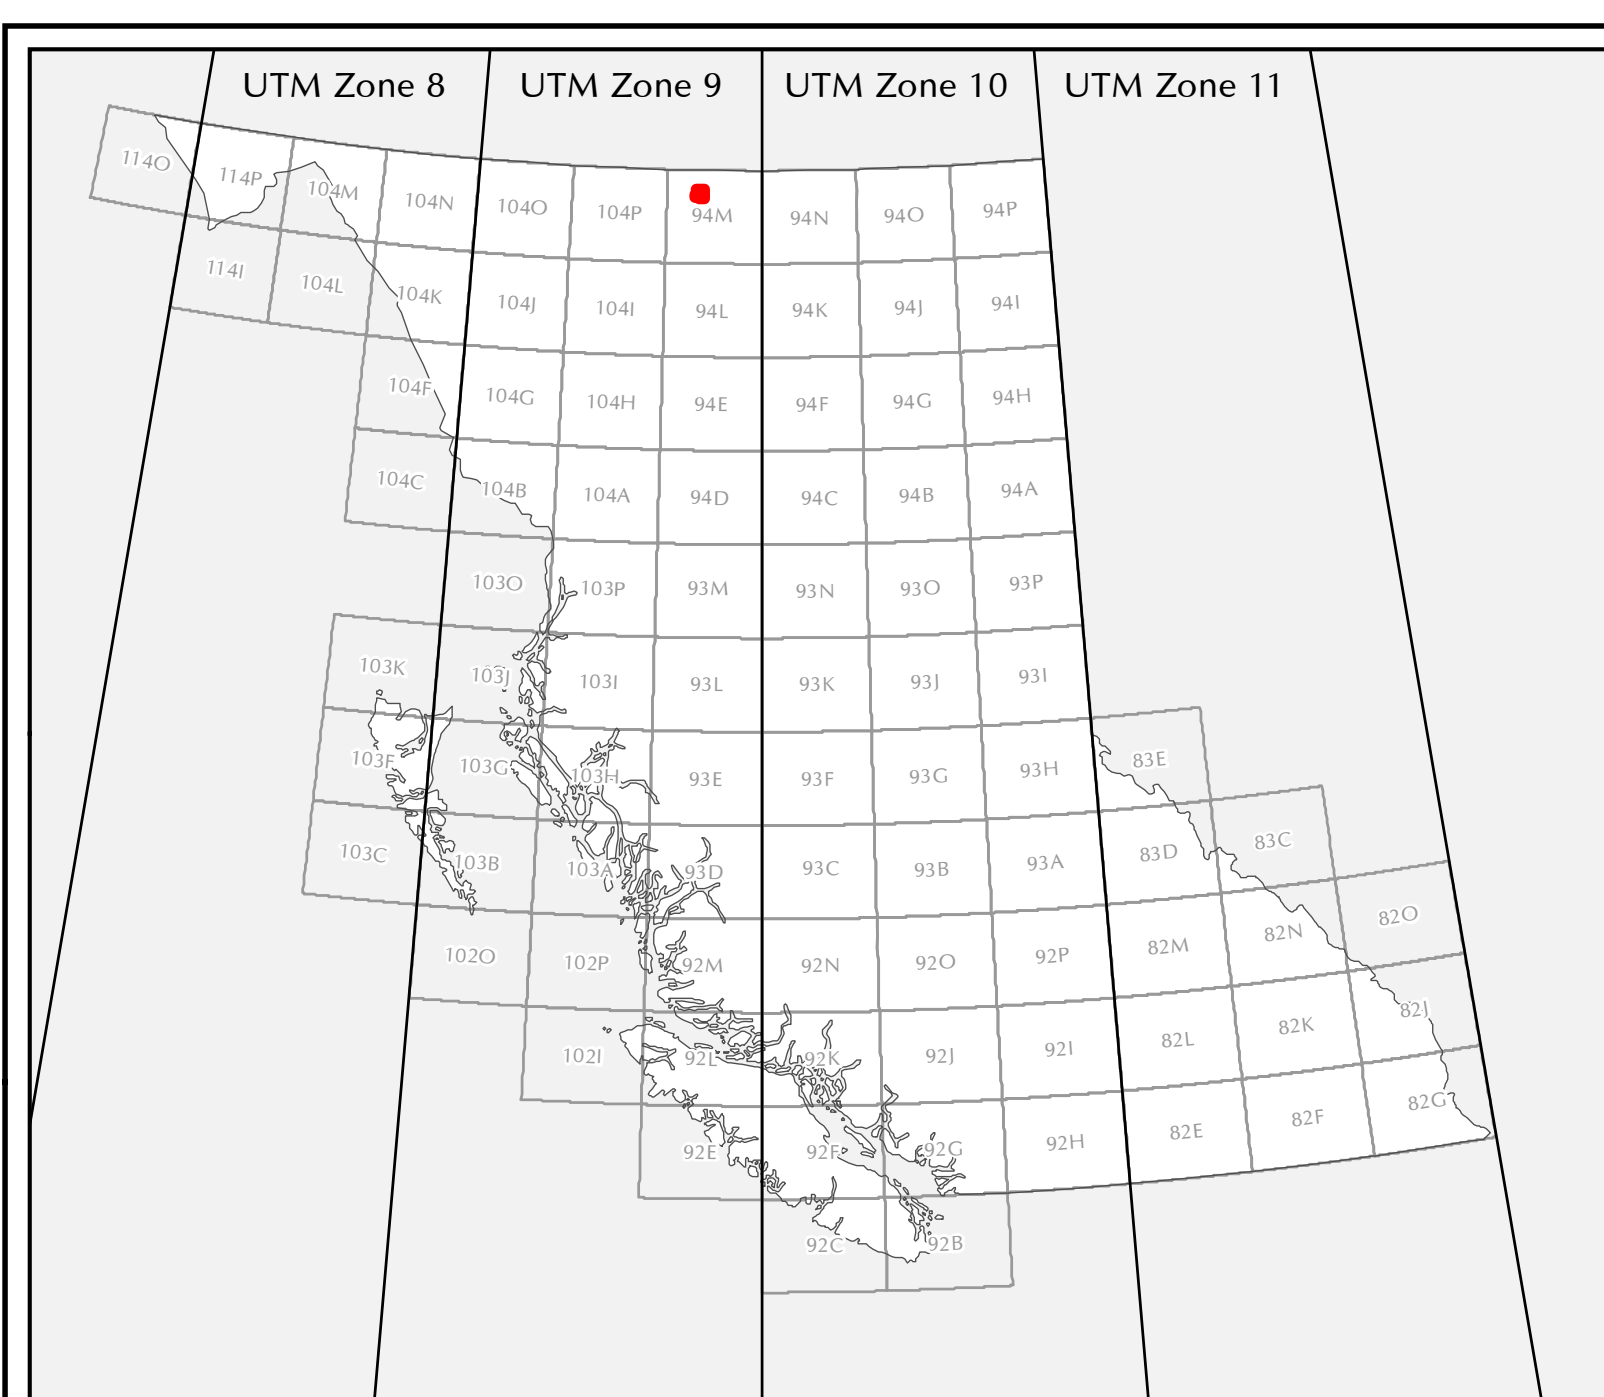 UTM Zone 8 UTM Zone 9 UTM Zone 10 UTM Zone 11
114O 114P 104M 104N 104O 104P 94M 94N 94O 94P
114I 104L 104K 104J 104I 94L 94K 94J 94I
104F 104G 104H 94E 94F 94G 94H
104C 104B 104A 94D 94C 94B 94A
103O 103P 93M 93N 93O 93P
103K 103J 103I 93L 93K 93J 93I
103F 103G 103H 93E 93F 93G 93H 83E
103C 103B 103A 93D 93C 93B 93A 83D 83C
102O 102P 92M 92N 92O 92P 82M 82N 82O
102I 92L 92K 92J 92I 82L 82K 82J
92E 92F 92G 92H 82E 82F 82G
92C 92B